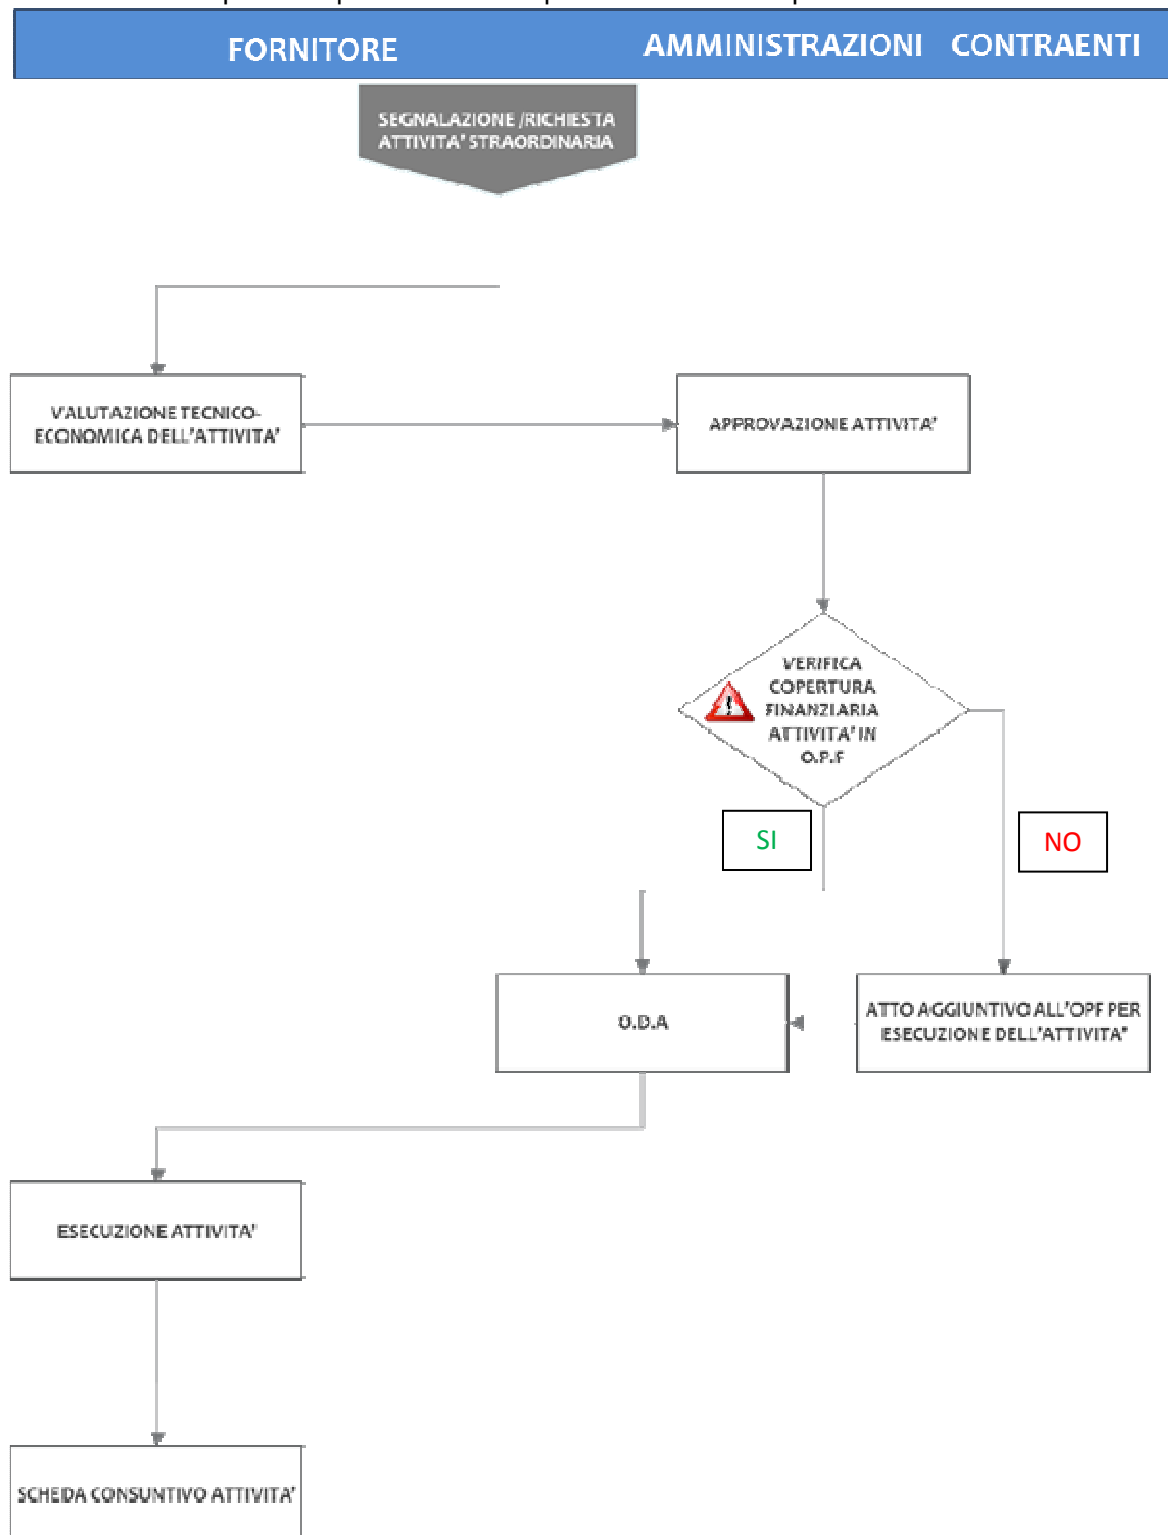 FORNITORE
AMMINISTRAZIONI CONTRAENTI
SEGNALAZIONE /RICHIESTA
ATTIVITA' STRAORDINARIA
VALUTAZIONE TECNICO-
ECONOMICA DELL'ATTIVITA'
APPROVAZIONE ATTIVITA'
VERIFICA
COPERTURA
FINANZIARIA
ATTIVITA' IN
O.P.F
SI
NO
O.D.A
ATTO AGGIUNTIVO ALL'OPF PER
ESECUZIONE DELL'ATTIVITA'
ESECUZIONE ATTIVITA'
SCHEDA CONSUNTIVO ATTIVITA'